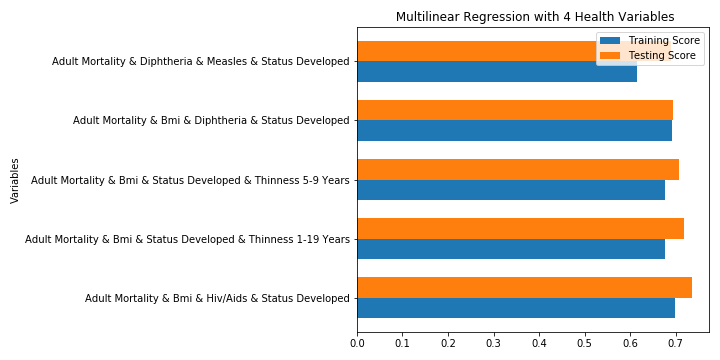 Multilinear Regression with 4 Health Variables
Training Score
Testing Score
Adult Mortality & Diphtheria & Measles & Status Developed
Adult Mortality & Bmi & Diphtheria & Status Developed
Variables
Adult Mortality & Bmi & Status Developed & Thinness 5-9 Years
Adult Mortality & Bmi & Status Developed & Thinness 1-19 Years
Adult Mortality & Bmi & Hiv/Aids & Status Developed
0.0 0.1 0.2 0.3 0.4 0.5 0.6 0.7